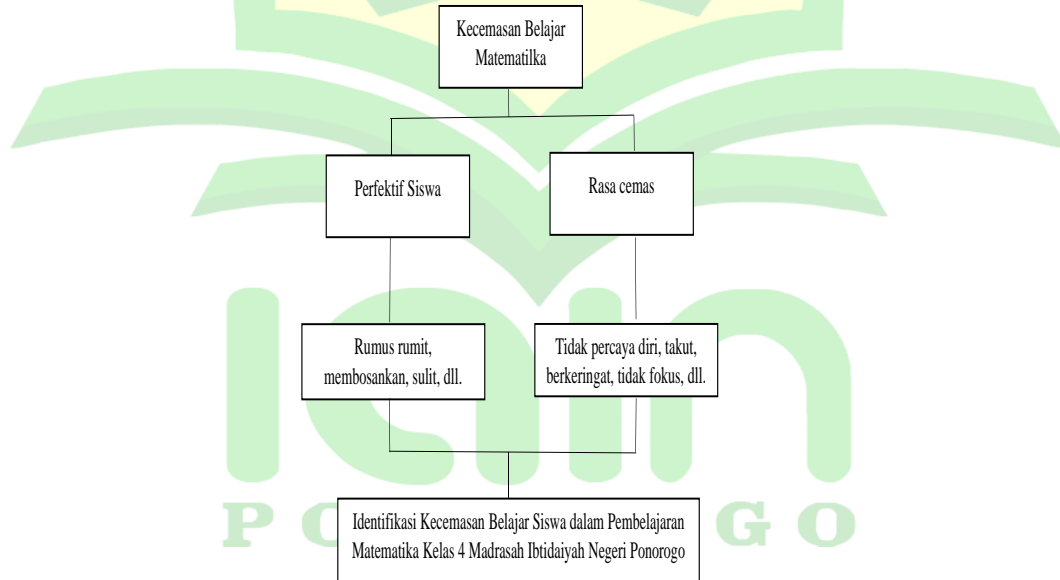 Kecemasan Belajar
Matematilka
Perfektif Siswa
Rasa cemas
Rumus rumit,
membosankan, sulit, dll.
Tidak percaya diri, takut,
berkeringat, tidak fokus, dll.
Identifikasi Kecemasan Belajar Siswa dalam Pembelajaran
Matematika Kelas 4 Madrasah Ibtidaiyah Negeri Ponorogo
iain
P O G O